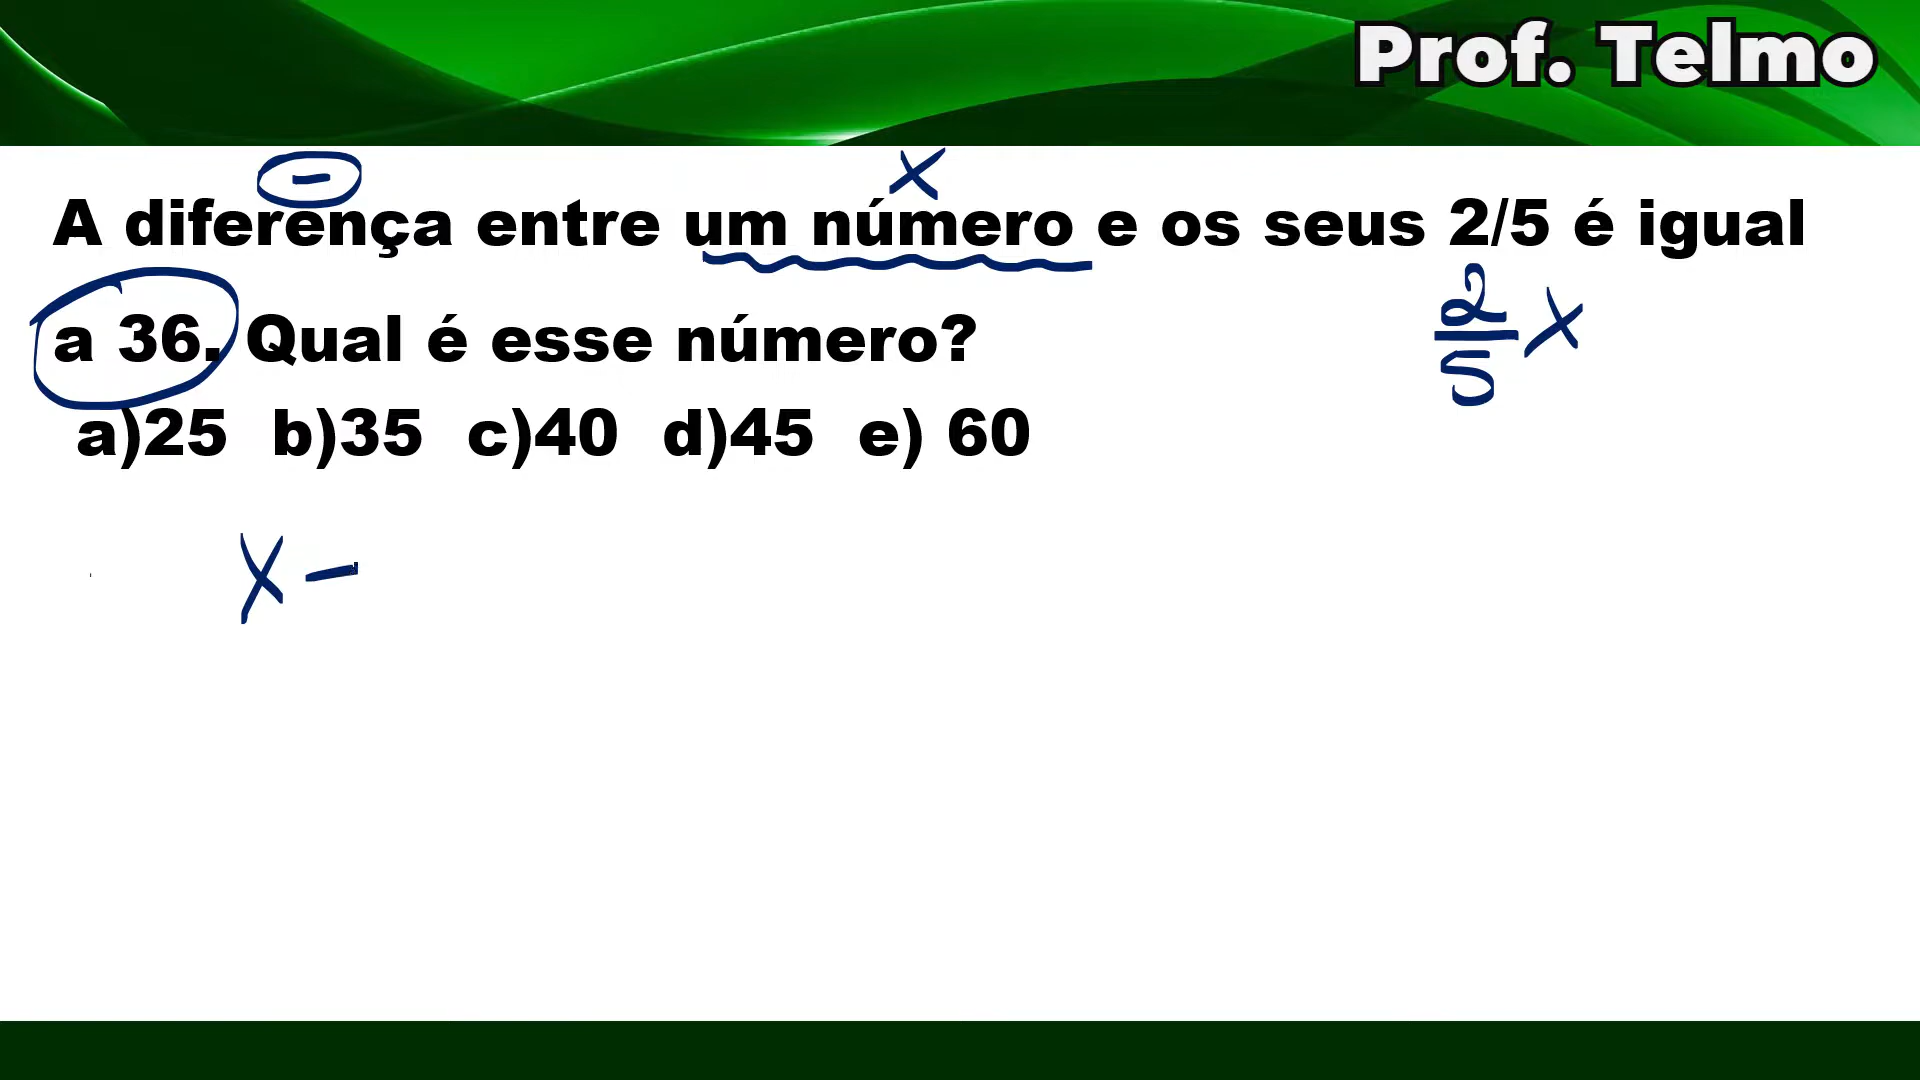 Prof. Telmo
– x
A diferença entre um número e os seus 2/5 é igual
a 36. Qual é esse número?
2/5 x
a)25 b)35 c)40 d)45 e) 60
x –